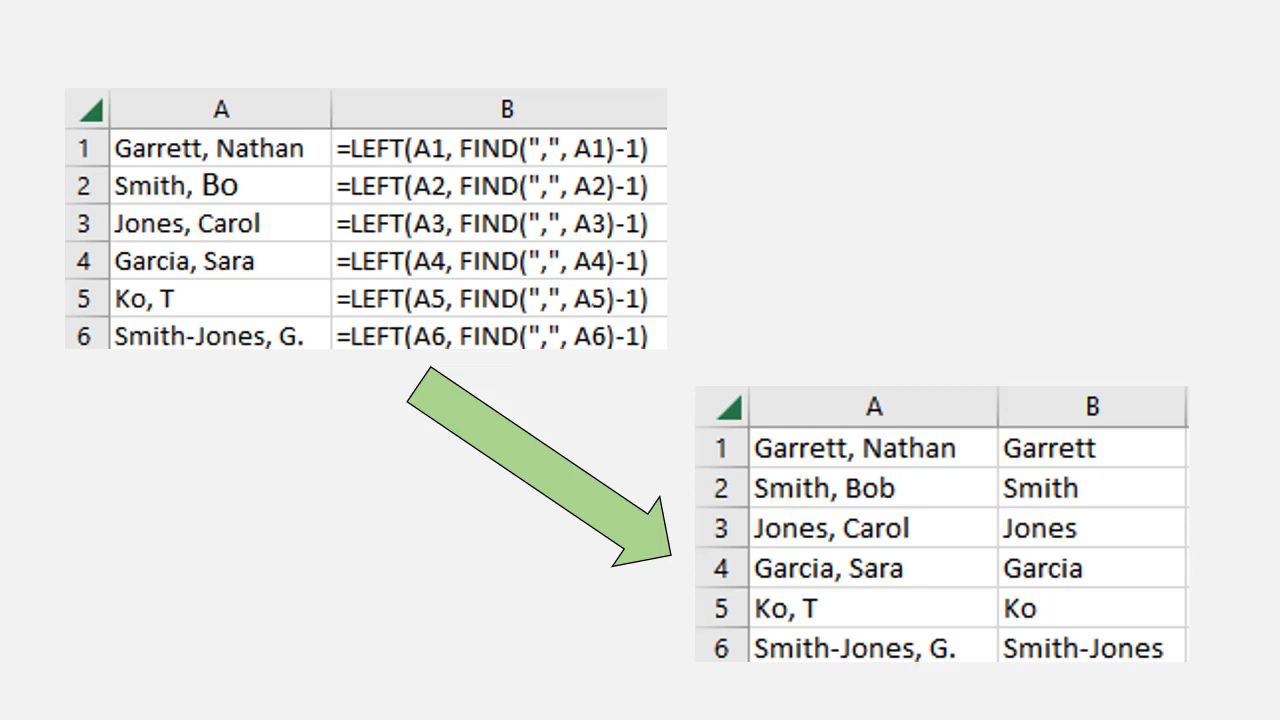 A B
1 Garrett, Nathan =LEFT(A1, FIND(",", A1)-1)
2 Smith, Bo =LEFT(A2, FIND(",", A2)-1)
3 Jones, Carol =LEFT(A3, FIND(",", A3)-1)
4 Garcia, Sara =LEFT(A4, FIND(",", A4)-1)
5 Ko, T =LEFT(A5, FIND(",", A5)-1)
6 Smith-Jones, G. =LEFT(A6, FIND(",", A6)-1)
A B
1 Garrett, Nathan Garrett
2 Smith, Bob Smith
3 Jones, Carol Jones
4 Garcia, Sara Garcia
5 Ko, T Ko
6 Smith-Jones, G. Smith-Jones